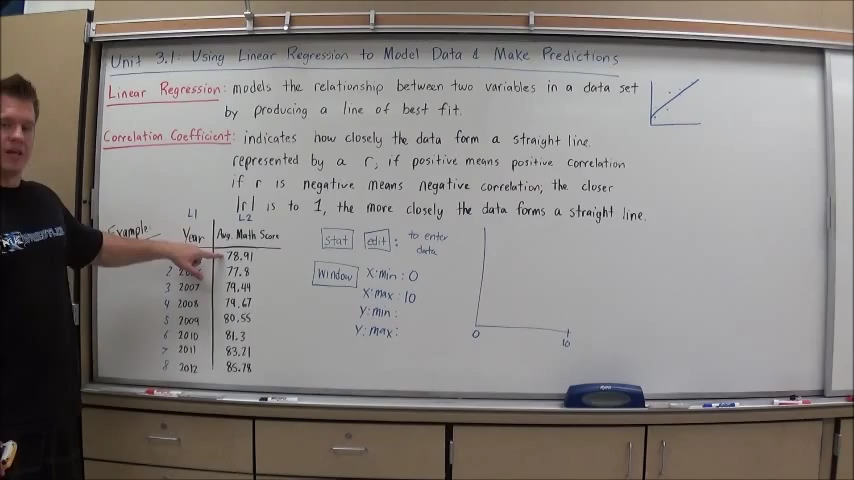 Unit 3.1: Using Linear Regression to Model Data & Make Predictions
Linear Regression: models the relationship between two variables in a data set
by producing a line of best fit.
Correlation Coefficient: indicates how closely the data form a straight line.
represented by a r, if positive means positive correlation
if r is negative means negative correlation; the closer
|r| is to 1, the more closely the data forms a straight line.
L1 L2
Example:
Year Avg. Math Score
78.91
2 77.8
3 2007 79.44
4 2008 79.67
5 2009 80.55
6 2010 81.3
7 2011 83.21
8 2012 85.78
stat edit : to enter
data
Window X:min : 0
X:max : 10
Y:min :
Y:max :
0 10